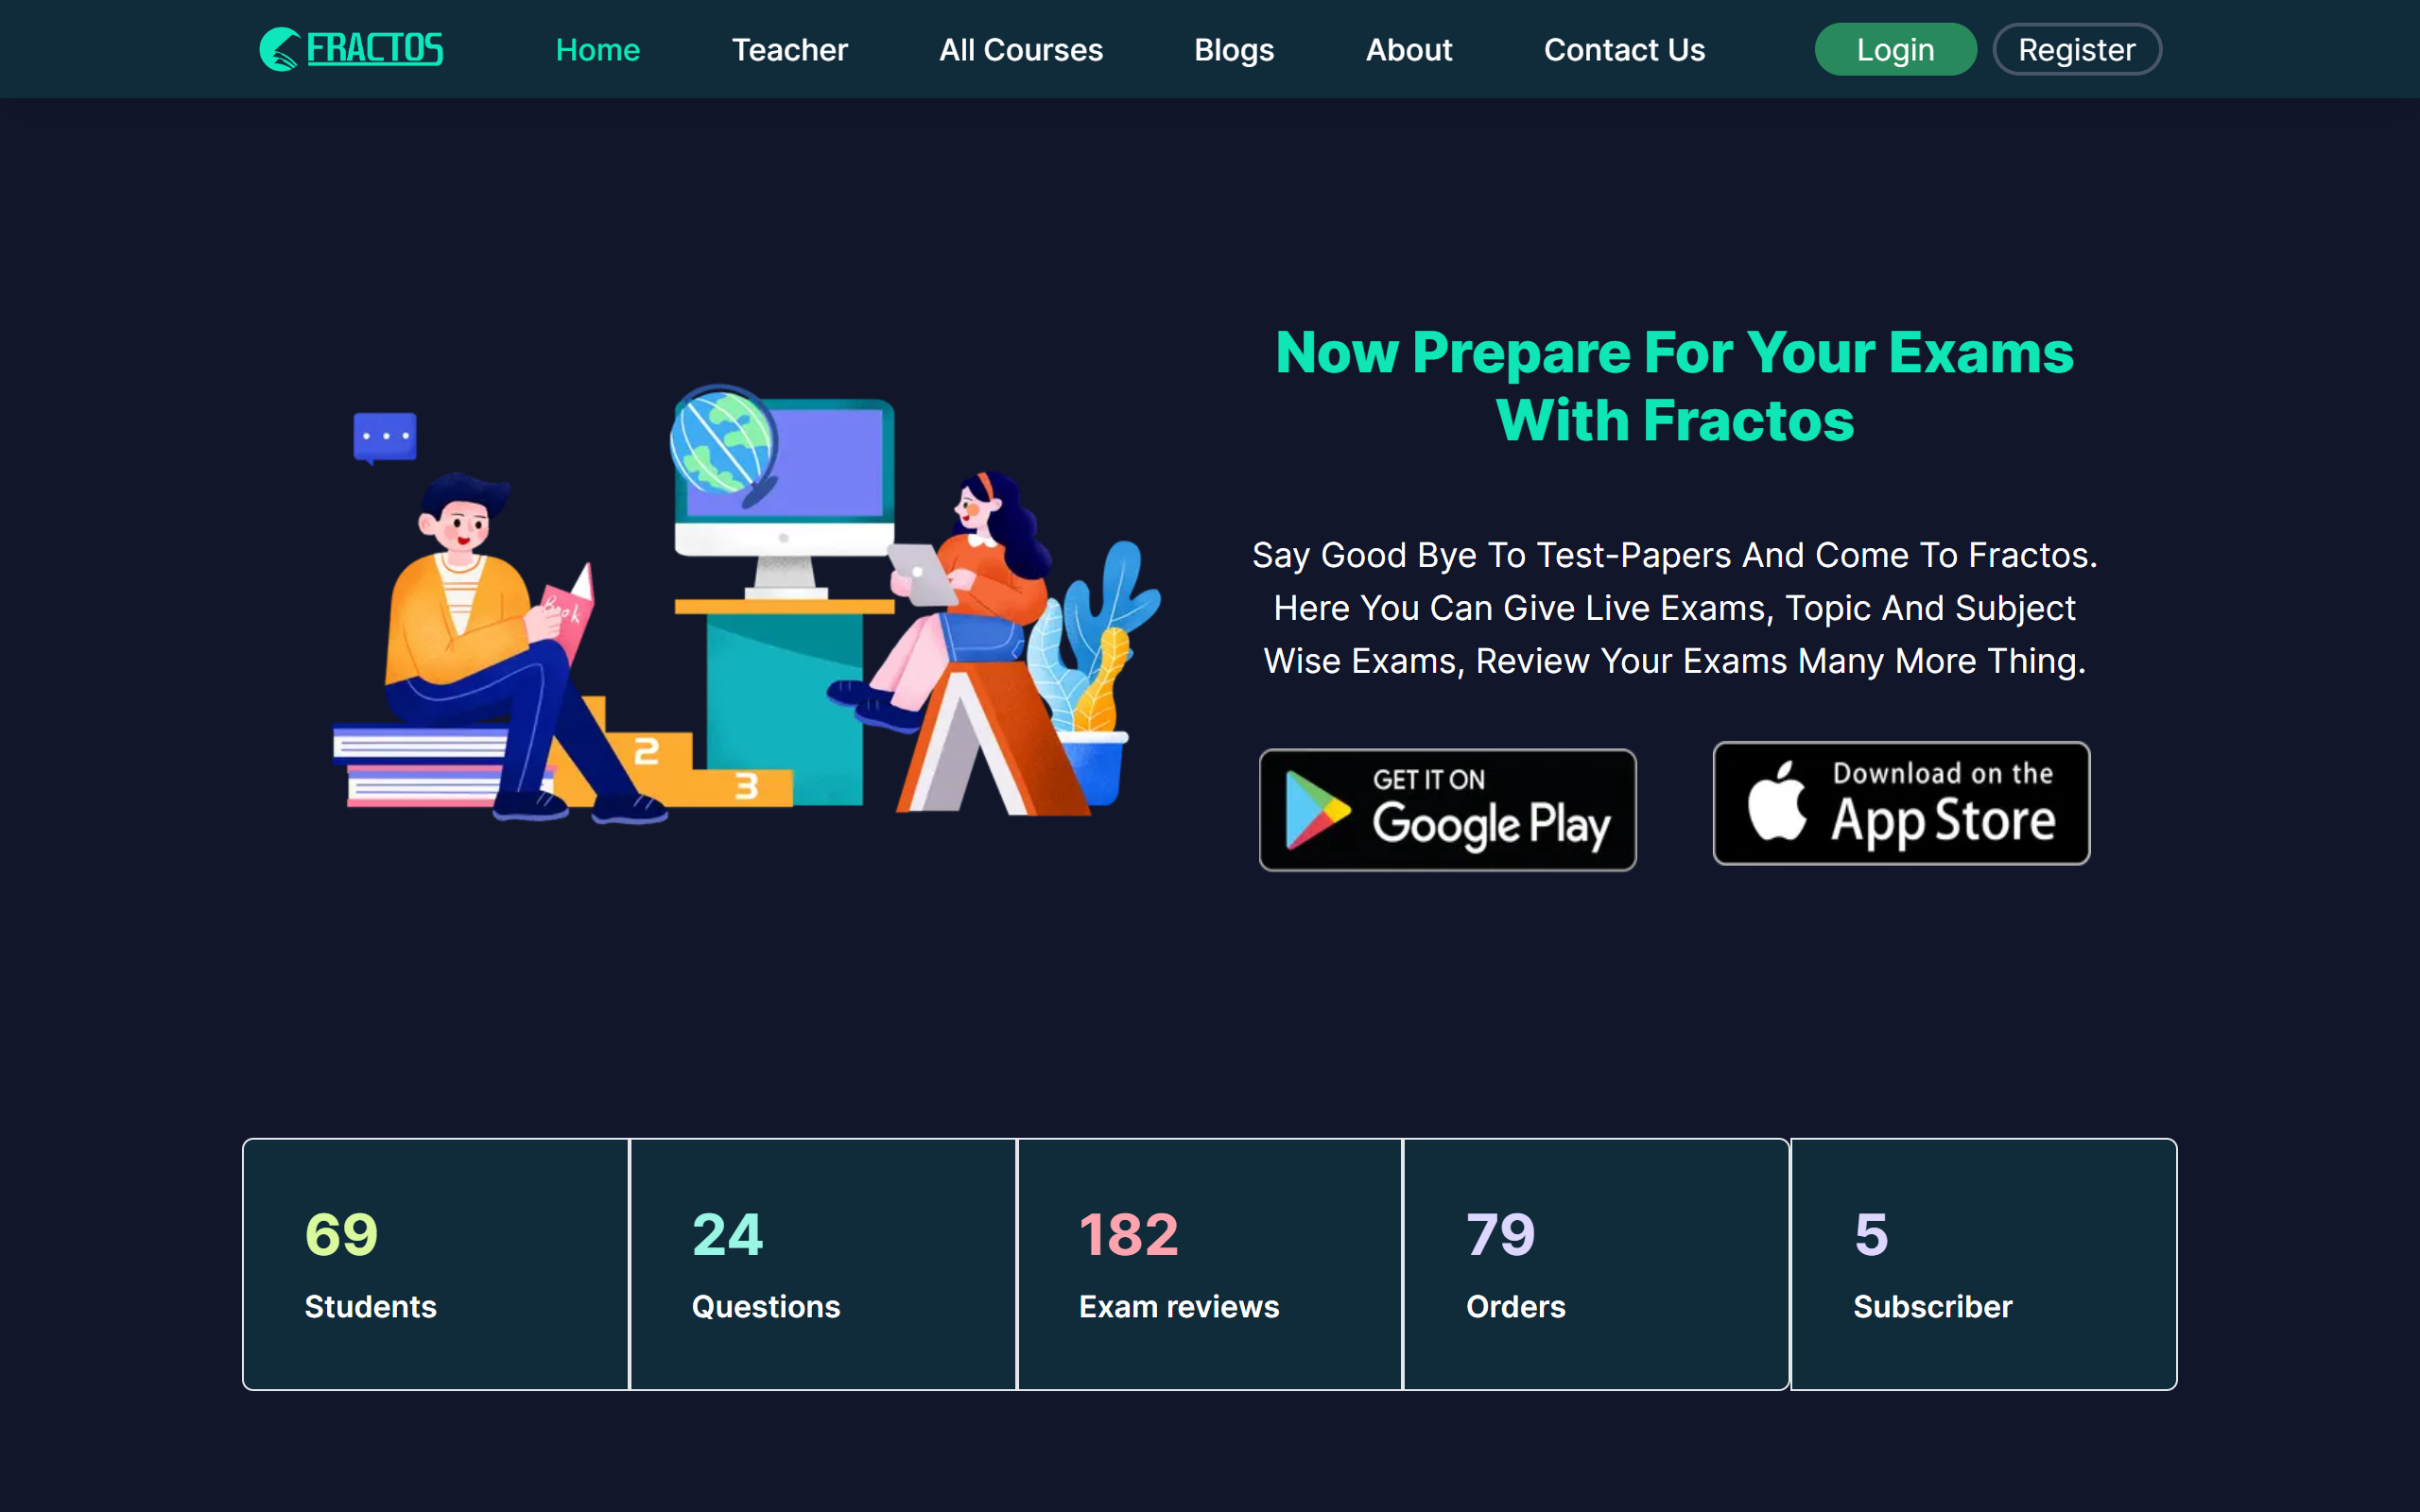 FRACTOS
Home
Teacher
All Courses
Blogs
About
Contact Us
Login
Register
Now Prepare For Your Exams
With Fractos
Say Good Bye To Test-Papers And Come To Fractos.
Here You Can Give Live Exams, Topic And Subject
Wise Exams, Review Your Exams Many More Thing.
Book
2
3
GET IT ON
Google Play
Download on the
App Store
69
Students
24
Questions
182
Exam reviews
79
Orders
5
Subscriber